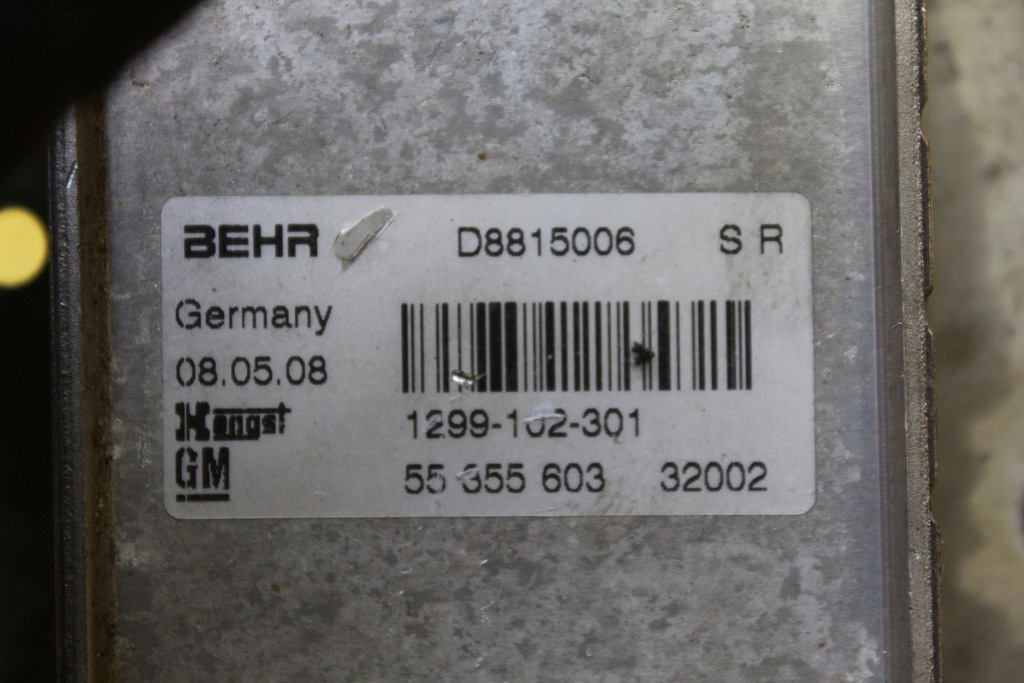 BEHR D8815006 S R
Germany
08.05.08
Hengst 1299-102-301
GM 55 355 603 32002